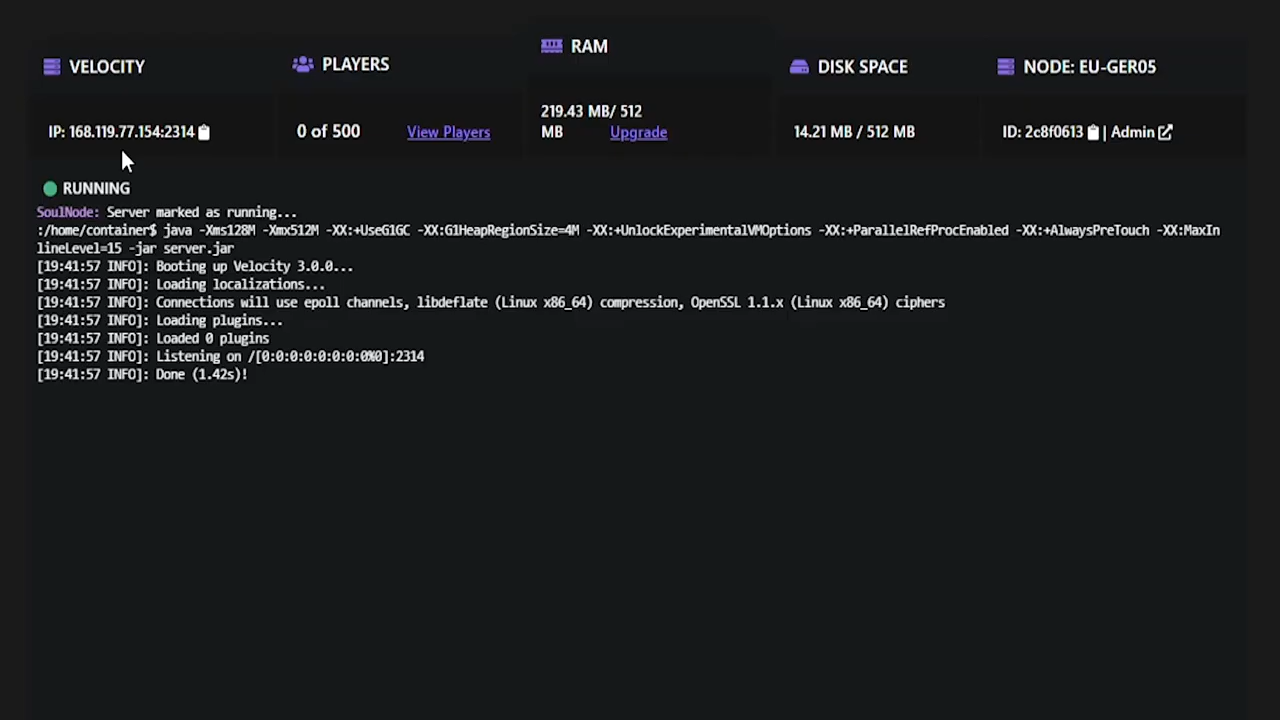 VELOCITY
PLAYERS
RAM
DISK SPACE
NODE: EU-GER05
IP: 168.119.77.154:2314
0 of 500
View Players
219.43 MB/ 512
MB
Upgrade
14.21 MB / 512 MB
ID: 2c8f0613 | Admin
RUNNING
SoulNode: Server marked as running...
:/home/container$ java -Xms128M -Xmx512M -XX:+UseG1GC -XX:G1HeapRegionSize=4M -XX:+UnlockExperimentalVMOptions -XX:+ParallelRefProcEnabled -XX:+AlwaysPreTouch -XX:MaxIn
lineLevel=15 -jar server.jar
[19:41:57 INFO]: Booting up Velocity 3.0.0...
[19:41:57 INFO]: Loading localizations...
[19:41:57 INFO]: Connections will use epoll channels, libdeflate (Linux x86_64) compression, OpenSSL 1.1.x (Linux x86_64) ciphers
[19:41:57 INFO]: Loading plugins...
[19:41:57 INFO]: Loaded 0 plugins
[19:41:57 INFO]: Listening on /[0:0:0:0:0:0:0:0%0]:2314
[19:41:57 INFO]: Done (1.42s)!